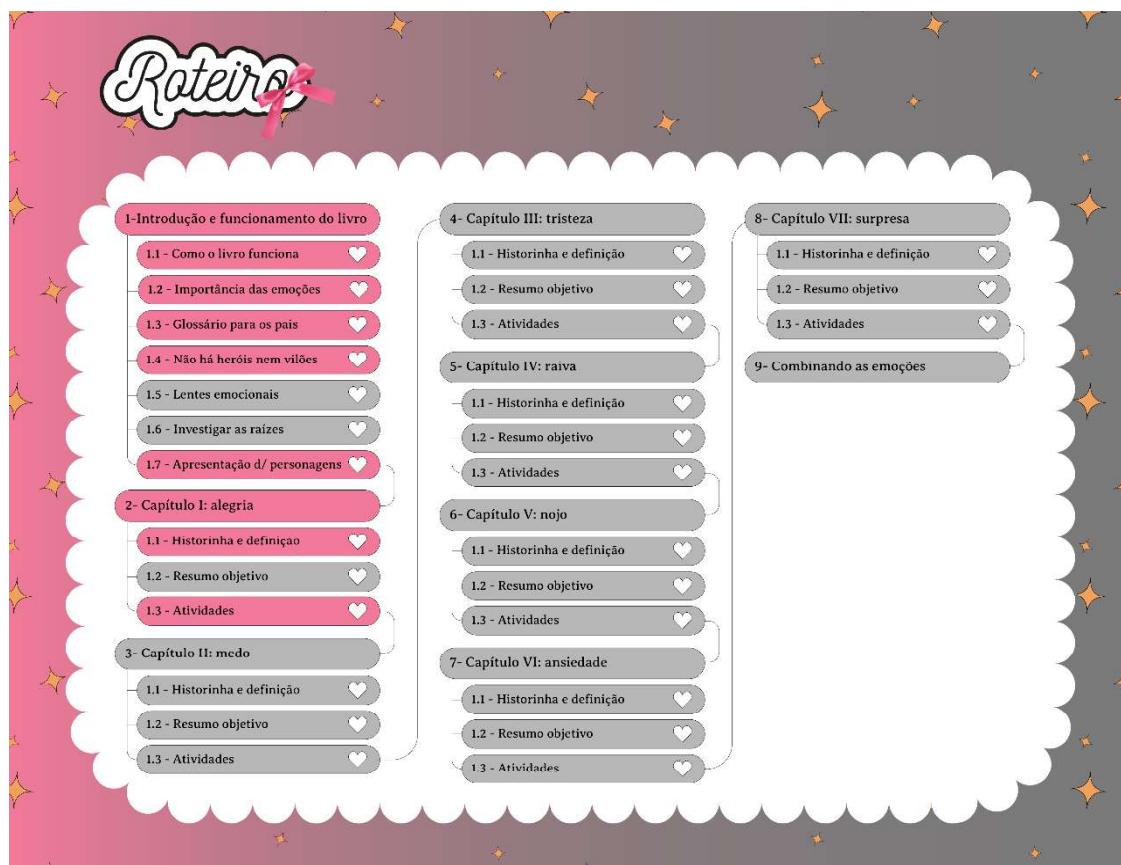 Roteiro
1-Introdução e funcionamento do livro
1.1 - Como o livro funciona
1.2 - Importância das emoções
1.3 - Glossário para os pais
1.4 - Não há heróis nem vilões
1.5 - Lentes emocionais
1.6 - Investigar as raízes
1.7 - Apresentação d/ personagens
2- Capítulo I: alegria
1.1 - Historinha e definição
1.2 - Resumo objetivo
1.3 - Atividades
3- Capítulo II: medo
1.1 - Historinha e definição
1.2 - Resumo objetivo
1.3 - Atividades
4- Capítulo III: tristeza
1.1 - Historinha e definição
1.2 - Resumo objetivo
1.3 - Atividades
5- Capítulo IV: raiva
1.1 - Historinha e definição
1.2 - Resumo objetivo
1.3 - Atividades
6- Capítulo V: nojo
1.1 - Historinha e definição
1.2 - Resumo objetivo
1.3 - Atividades
7- Capítulo VI: ansiedade
1.1 - Historinha e definição
1.2 - Resumo objetivo
1.3 - Atividades
8- Capítulo VII: surpresa
1.1 - Historinha e definição
1.2 - Resumo objetivo
1.3 - Atividades
9- Combinando as emoções